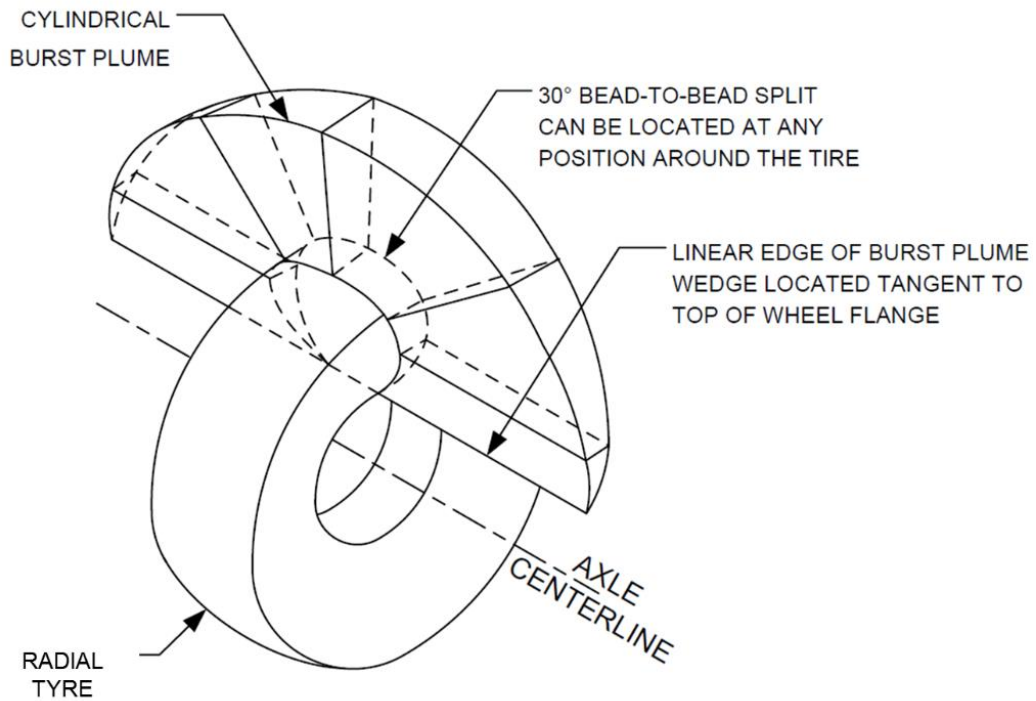 CYLINDRICAL
BURST PLUME
30° BEAD-TO-BEAD SPLIT
CAN BE LOCATED AT ANY
POSITION AROUND THE TIRE
LINEAR EDGE OF BURST PLUME
WEDGE LOCATED TANGENT TO
TOP OF WHEEL FLANGE
AXLE
CENTERLINE
RADIAL
TYRE